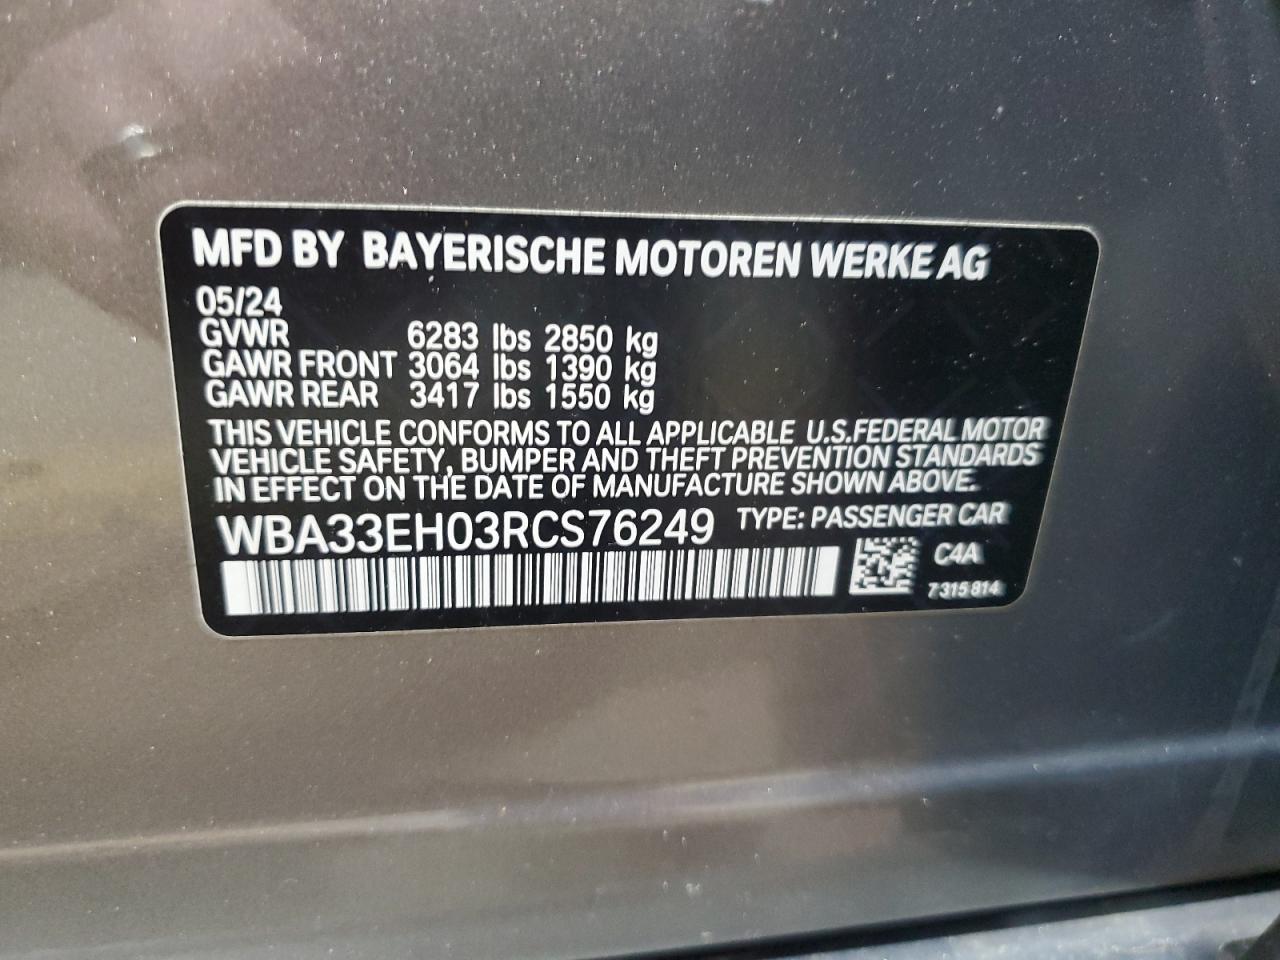 MFD BY BAYERISCHE MOTOREN WERKE AG
05/24
GVWR 6283 lbs 2850 kg
GAWR FRONT 3064 lbs 1390 kg
GAWR REAR 3417 lbs 1550 kg
THIS VEHICLE CONFORMS TO ALL APPLICABLE U.S.FEDERAL MOTOR
VEHICLE SAFETY, BUMPER AND THEFT PREVENTION STANDARDS
IN EFFECT ON THE DATE OF MANUFACTURE SHOWN ABOVE.
WBA33EH03RCS76249 TYPE: PASSENGER CAR
C4A
7 315 814